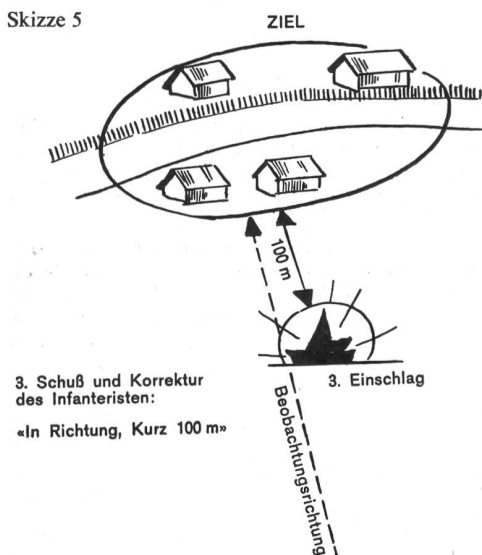 Skizze 5
ZIEL
100 m
3. Einschlag
3. Schuß und Korrektur
des Infanteristen:
«In Richtung, Kurz 100 m»
Beobachtungsrichtung